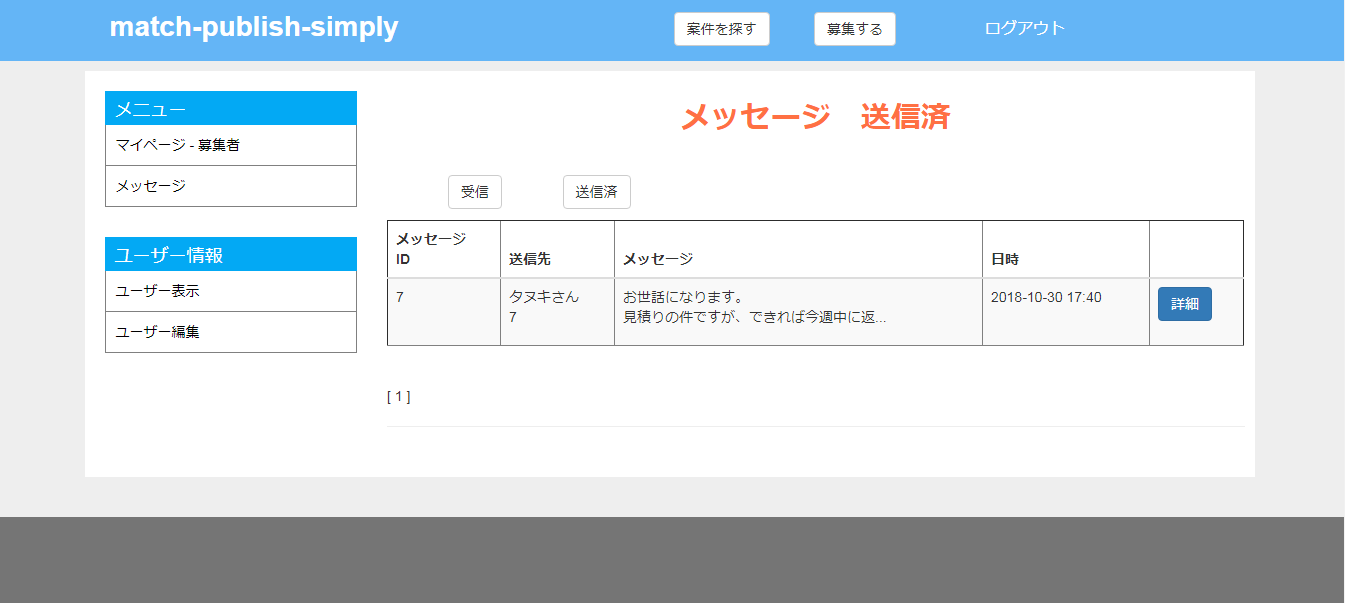 match-publish-simply
案件を探す
募集する
ログアウト
メニュー
マイページ - 募集者
メッセージ
ユーザー情報
ユーザー表示
ユーザー編集
メッセージ 送信済
受信
送信済
メッセージ
ID
送信先
メッセージ
日時
7
タヌキさん
7
お世話になります。
見積りの件ですが、できれば今週中に返...
2018-10-30 17:40
詳細
[ 1 ]